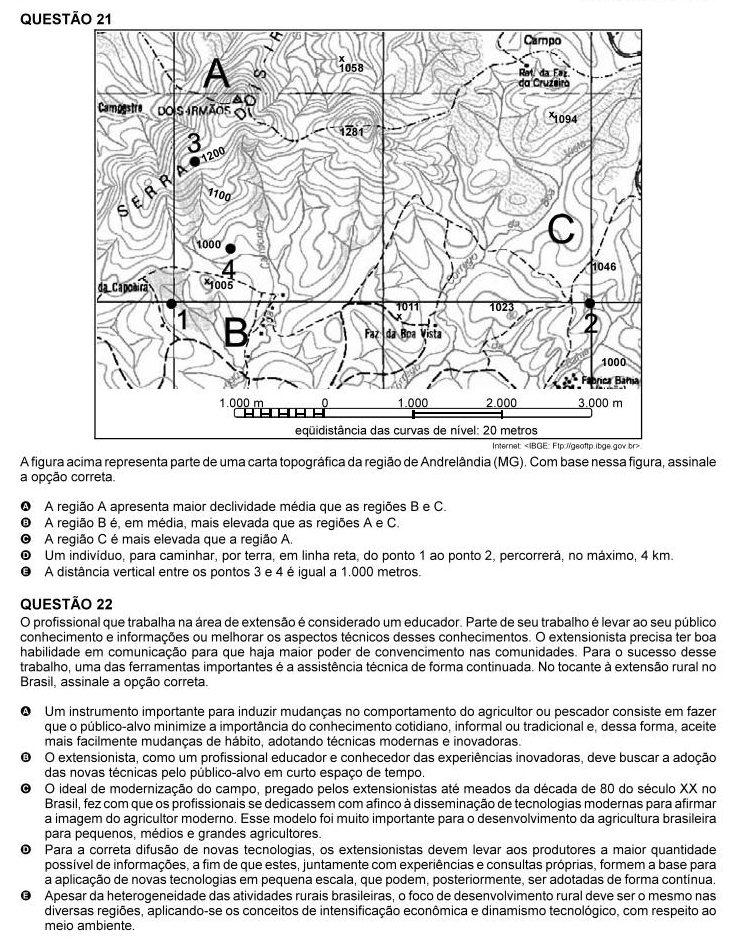 QUESTÃO 21
Campo
1058
A
Ret. da Faz.
do Cruzeiro
Campestre
DOIS IRMÃOS
DOIS-IR
1094
1281
3
1200
SERRA
1100
C
1000
4
1046
da Capoeira
1005
1
B
1011
1023
2
Faz. da Boa Vista
1000
Fábrica Bahia
1.000 m 0 1.000 2.000 3.000 m
eqüidistância das curvas de nível: 20 metros
Internet: <IBGE: Ftp://geoftp.ibge.gov.br>.
A figura acima representa parte de uma carta topográfica da região de Andrelândia (MG). Com base nessa figura, assinale
a opção correta.
A A região A apresenta maior declividade média que as regiões B e C.
B A região B é, em média, mais elevada que as regiões A e C.
C A região C é mais elevada que a região A.
D Um indivíduo, para caminhar, por terra, em linha reta, do ponto 1 ao ponto 2, percorrerá, no máximo, 4 km.
E A distância vertical entre os pontos 3 e 4 é igual a 1.000 metros.
QUESTÃO 22
O profissional que trabalha na área de extensão é considerado um educador. Parte de seu trabalho é levar ao seu público
conhecimento e informações ou melhorar os aspectos técnicos desses conhecimentos. O extensionista precisa ter boa
habilidade em comunicação para que haja maior poder de convencimento nas comunidades. Para o sucesso desse
trabalho, uma das ferramentas importantes é a assistência técnica de forma continuada. No tocante à extensão rural no
Brasil, assinale a opção correta.
A Um instrumento importante para induzir mudanças no comportamento do agricultor ou pescador consiste em fazer
que o público-alvo minimize a importância do conhecimento cotidiano, informal ou tradicional e, dessa forma, aceite
mais facilmente mudanças de hábito, adotando técnicas modernas e inovadoras.
B O extensionista, como um profissional educador e conhecedor das experiências inovadoras, deve buscar a adoção
das novas técnicas pelo público-alvo em curto espaço de tempo.
C O ideal de modernização do campo, pregado pelos extensionistas até meados da década de 80 do século XX no
Brasil, fez com que os profissionais se dedicassem com afinco à disseminação de tecnologias modernas para afirmar
a imagem do agricultor moderno. Esse modelo foi muito importante para o desenvolvimento da agricultura brasileira
para pequenos, médios e grandes agricultores.
D Para a correta difusão de novas tecnologias, os extensionistas devem levar aos produtores a maior quantidade
possível de informações, a fim de que estes, juntamente com experiências e consultas próprias, formem a base para
a aplicação de novas tecnologias em pequena escala, que podem, posteriormente, ser adotadas de forma contínua.
E Apesar da heterogeneidade das atividades rurais brasileiras, o foco de desenvolvimento rural deve ser o mesmo nas
diversas regiões, aplicando-se os conceitos de intensificação econômica e dinamismo tecnológico, com respeito ao
meio ambiente.